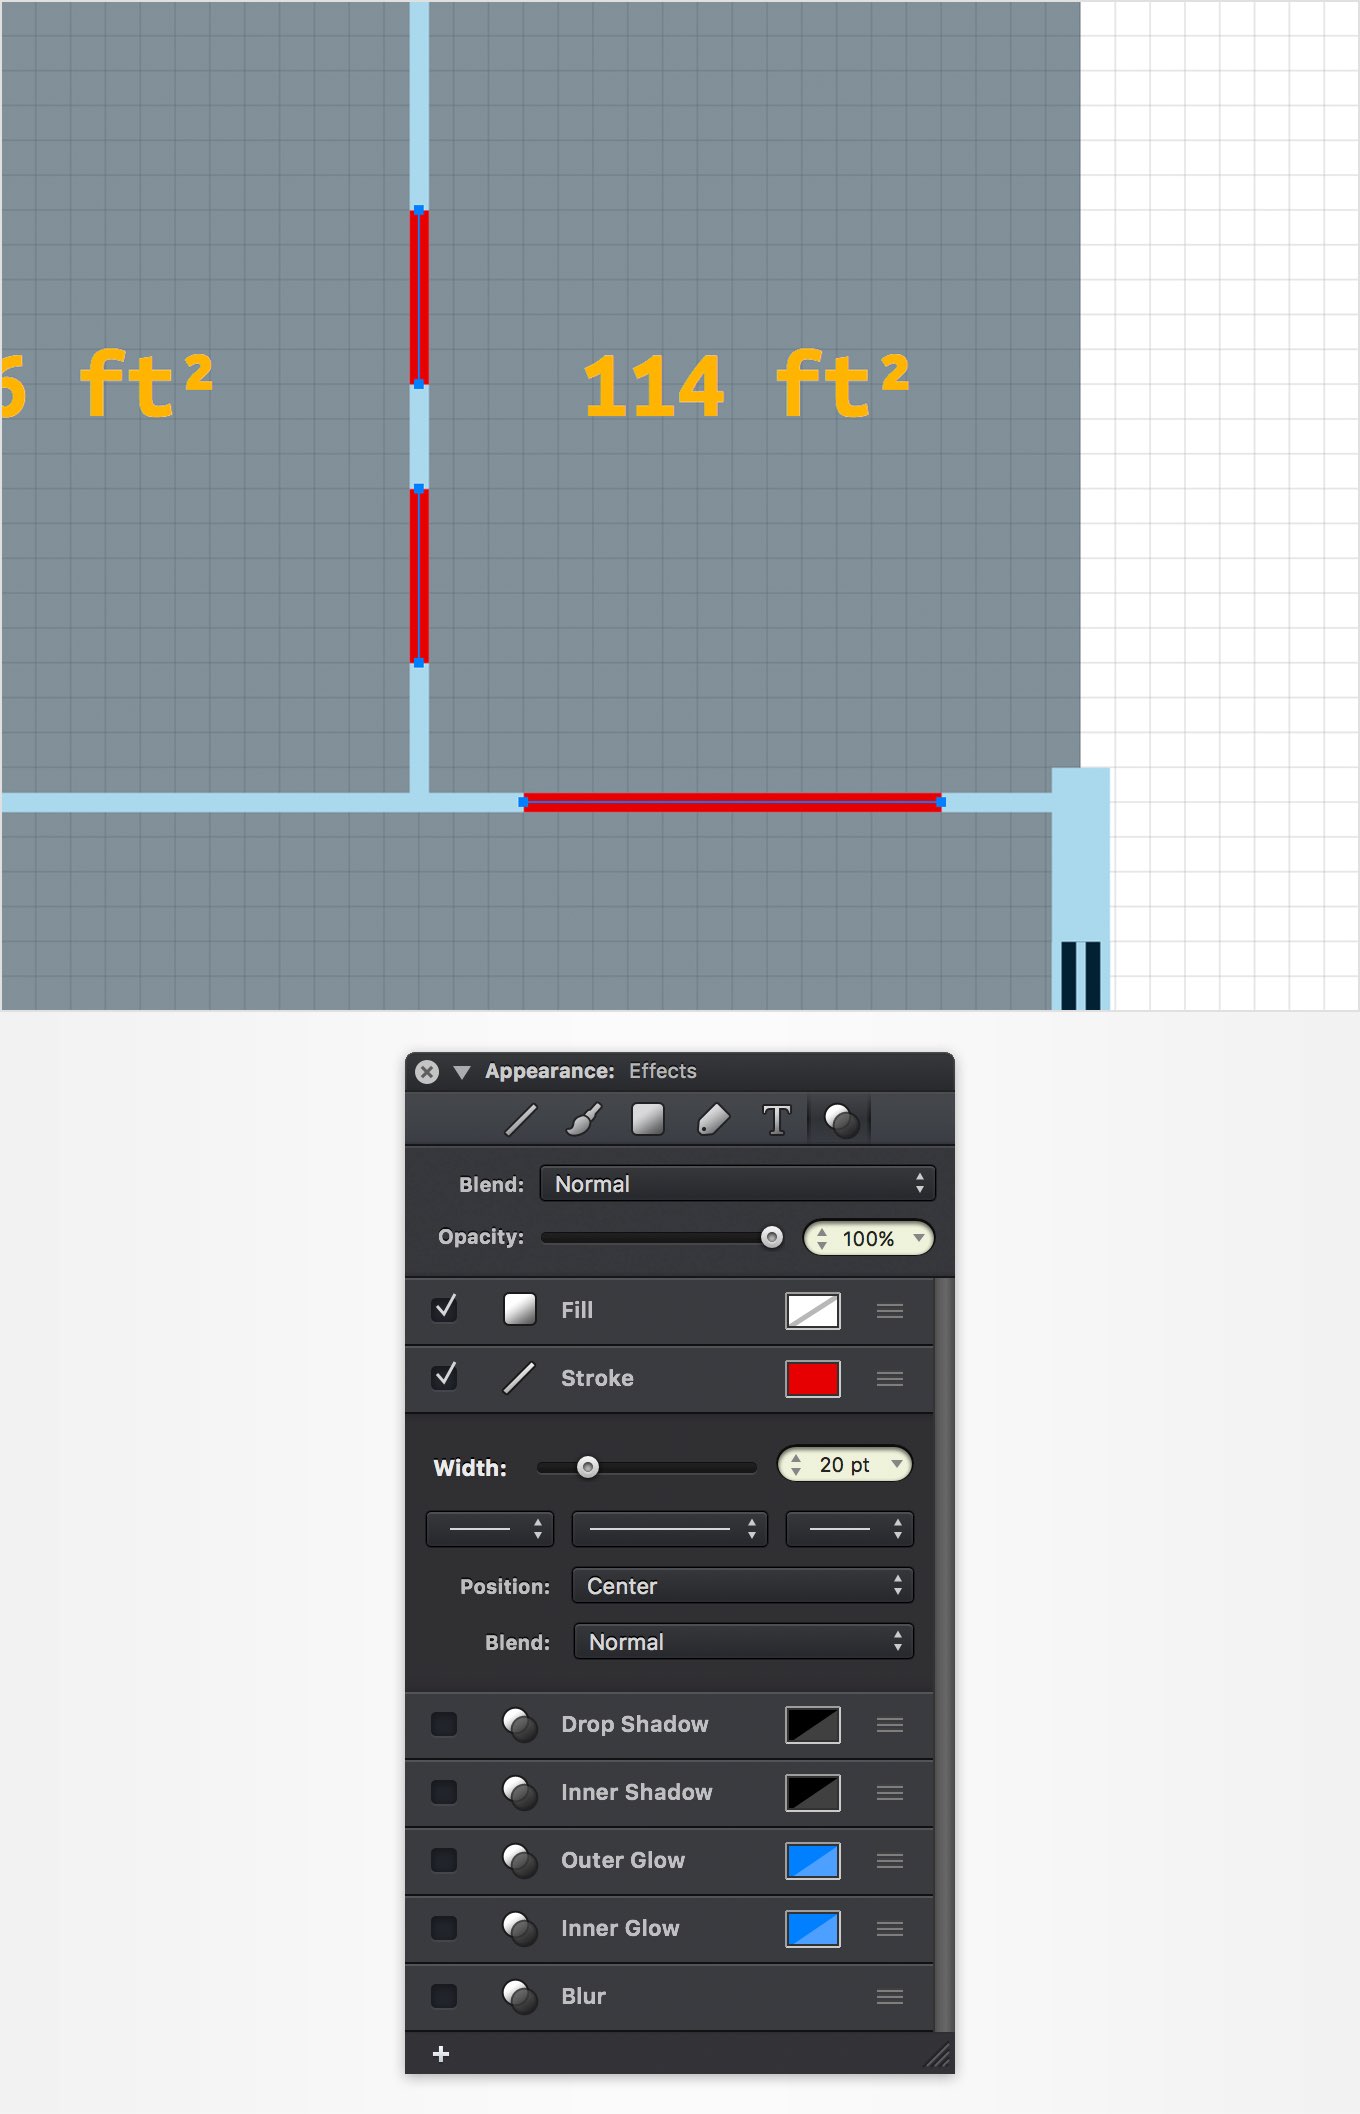 6 ft²
114 ft²
Appearance: Effects
T
Blend: Normal
Opacity: 100%
Fill
Stroke
Width: 20 pt
Position: Center
Blend: Normal
Drop Shadow
Inner Shadow
Outer Glow
Inner Glow
Blur
+